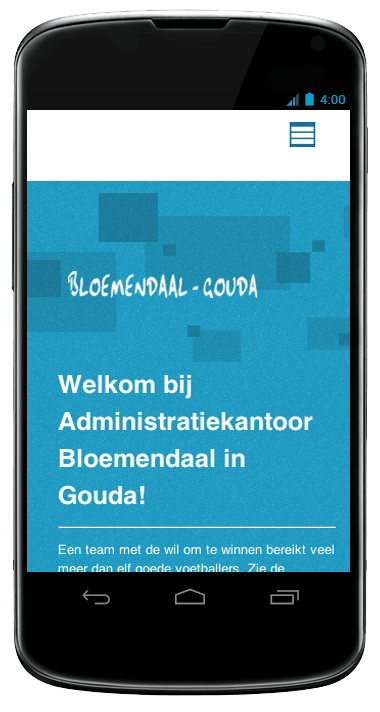 4:00
BLOEMENDAAL - GOUDA
Welkom bij
Administratiekantoor
Bloemendaal in
Gouda!
Een team met de wil om te winnen bereikt veel
meer dan elf goede voetballers. Zie de